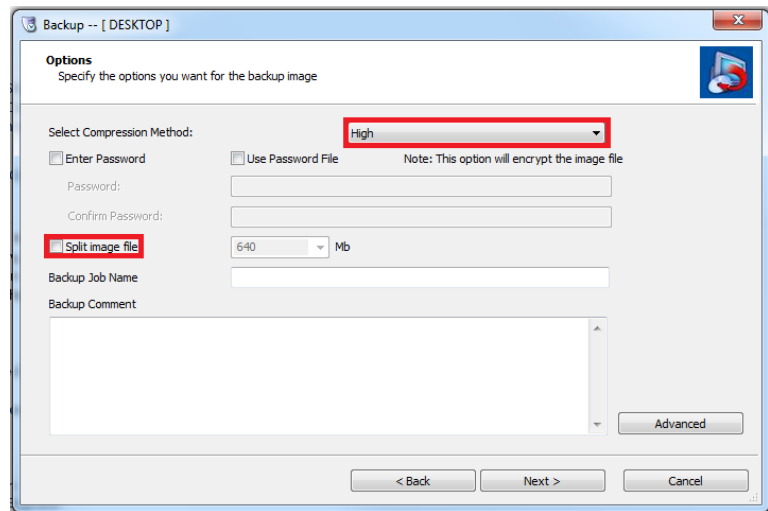 Backup -- [ DESKTOP ]
Options
Specify the options you want for the backup image
Select Compression Method: High
Enter Password Use Password File Note: This option will encrypt the image file
Password:
Confirm Password:
Split image file 640 Mb
Backup Job Name
Backup Comment
Advanced
< Back Next > Cancel